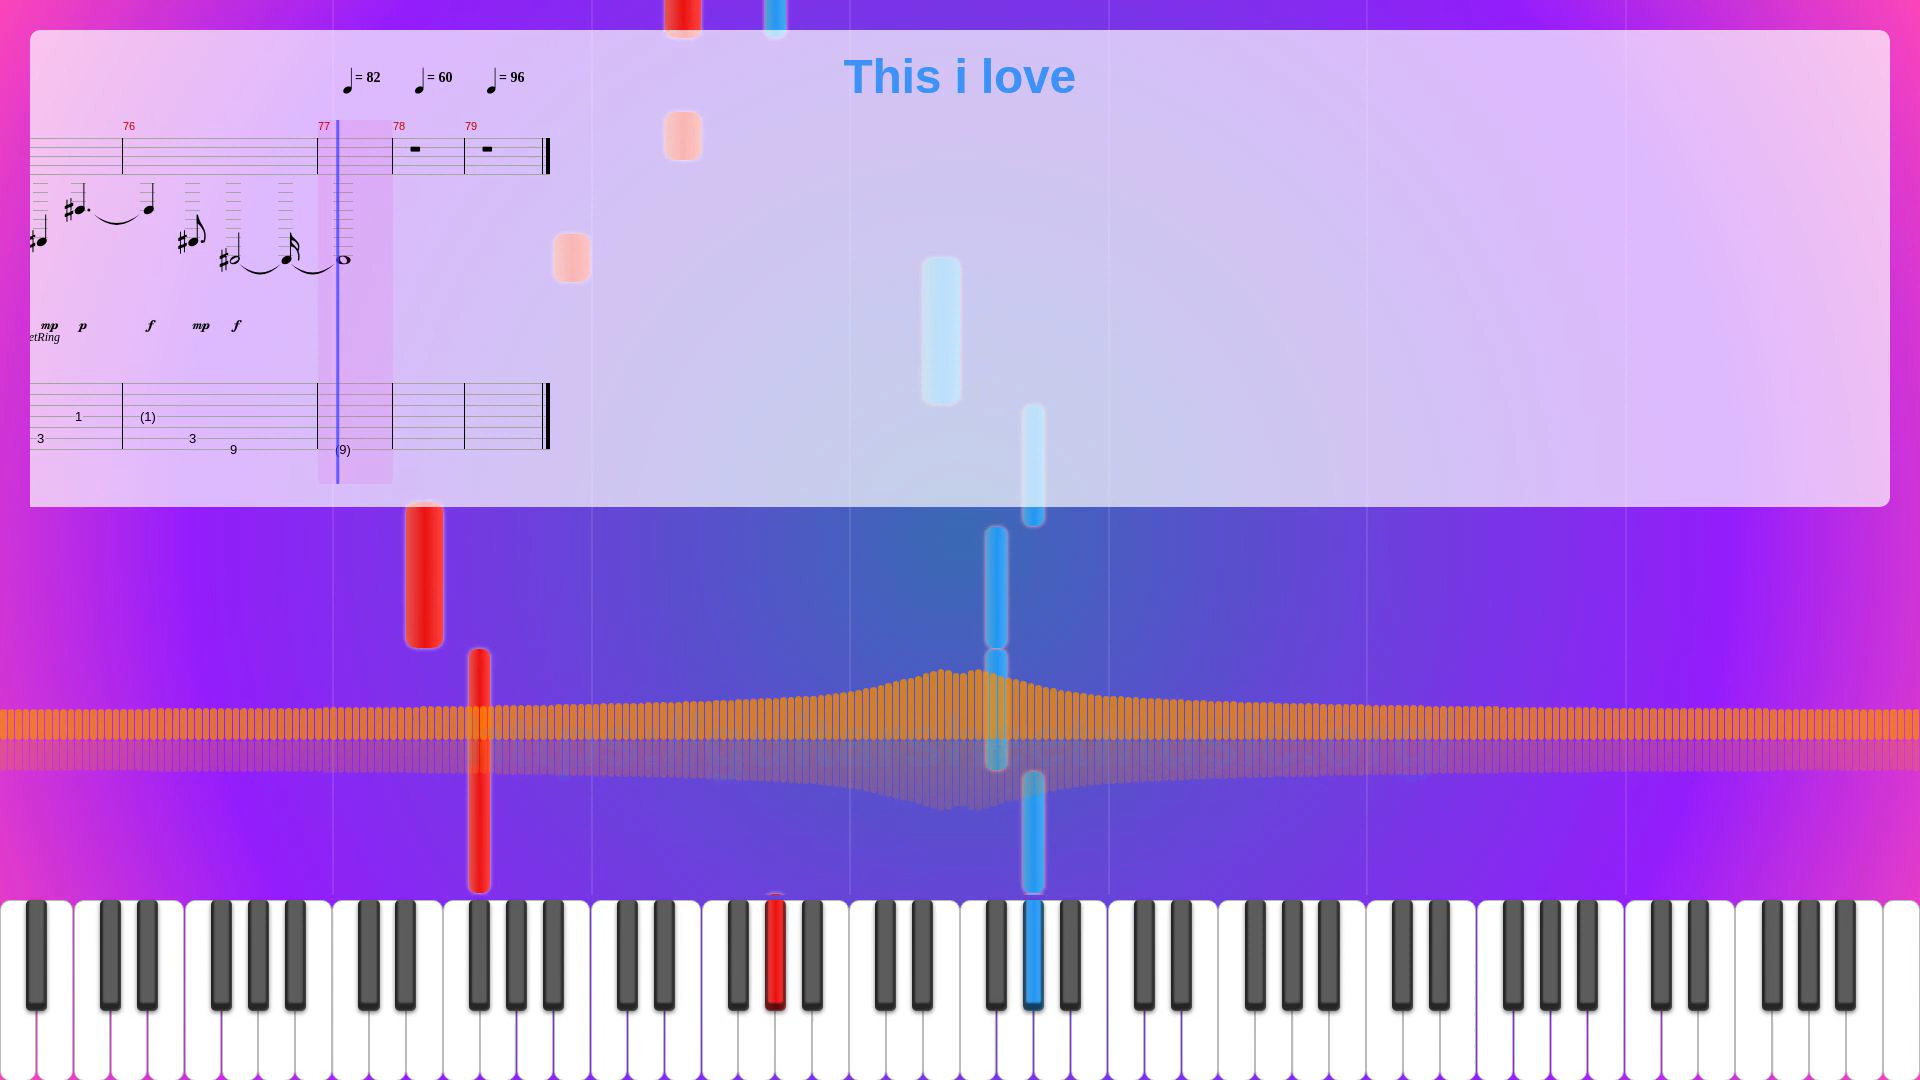 This i love
= 82 = 60 = 96
76 77 78 79
mp p f mp f
etRing
1 (1)
3 3
9 (9)